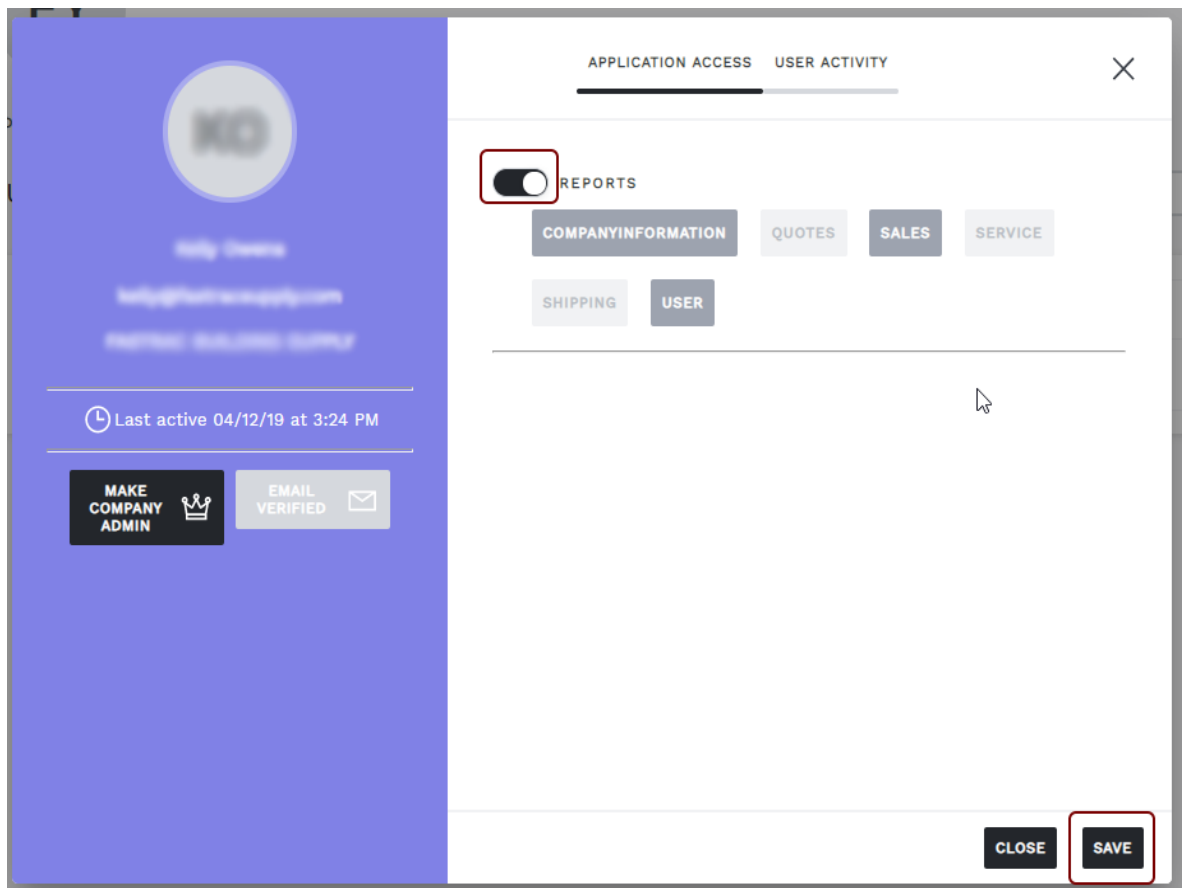 APPLICATION ACCESS USER ACTIVITY
REPORTS
COMPANYINFORMATION QUOTES SALES SERVICE
SHIPPING USER
Last active 04/12/19 at 3:24 PM
MAKE
COMPANY
ADMIN
EMAIL
VERIFIED
CLOSE SAVE